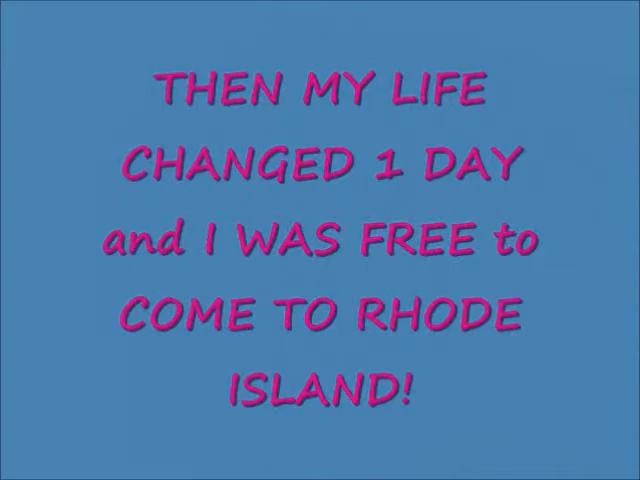 THEN MY LIFE
CHANGED 1 DAY
and I WAS FREE to
COME TO RHODE
ISLAND!